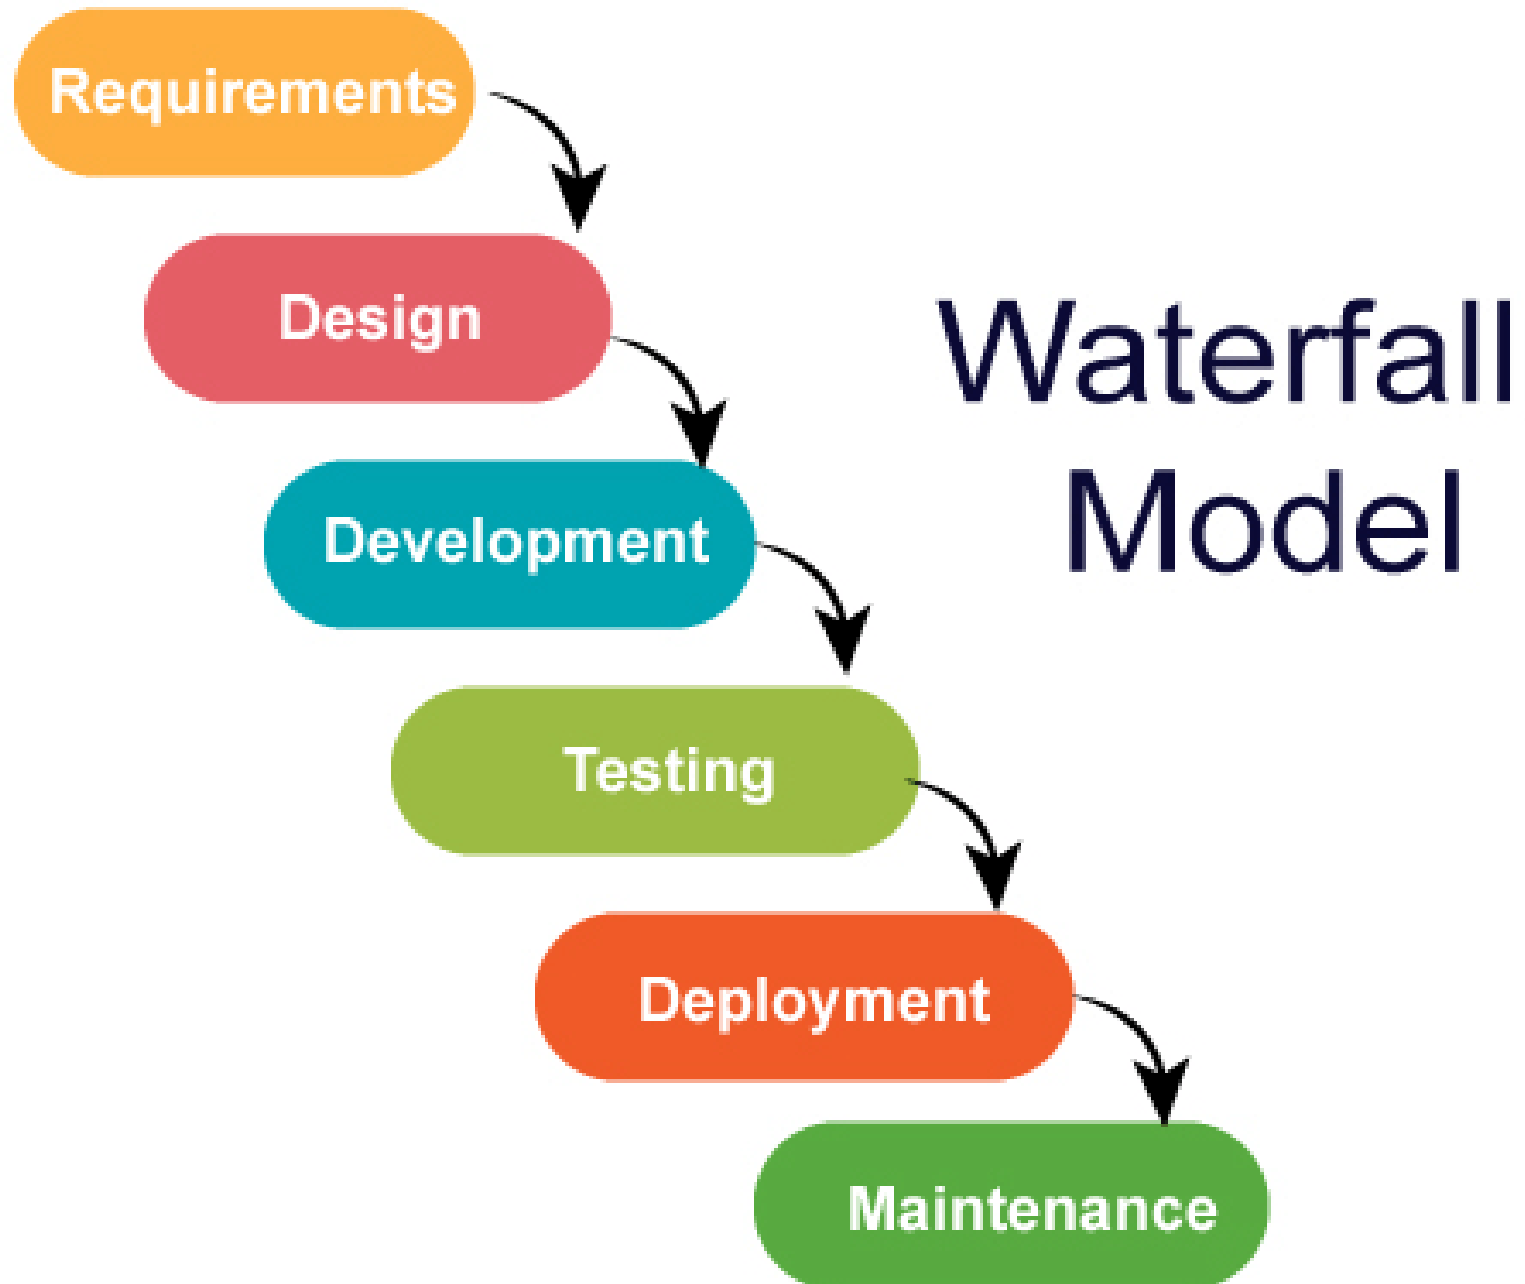 Requirements
Design
Waterfall
Model
Development
Testing
Deployment
Maintenance